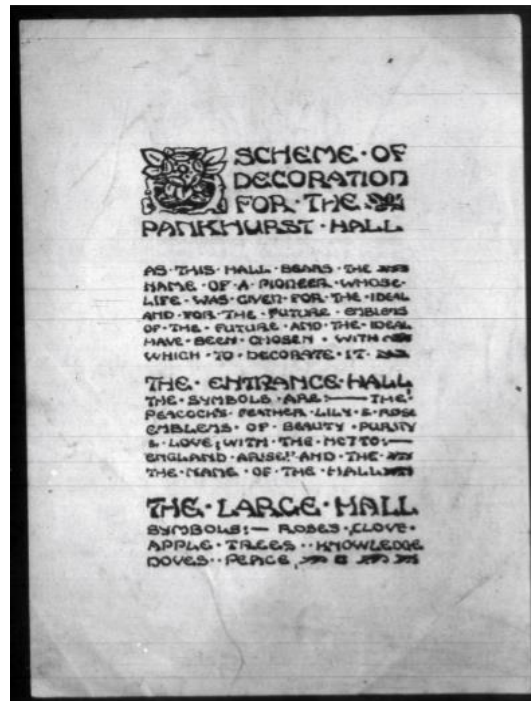 SCHEME·OF
DECORATION
FOR·THE·
PANKHURST·HALL
AS·THIS·HALL·BEARS·THE
NAME·OF·A·PIONEER·WHOSE·
LIFE·WAS·GIVEN·FOR·THE·IDEAL
AND·FOR·THE·FUTURE·EMBLEMS
OF·THE·FUTURE·AND·THE·IDEAL
HAVE·BEEN·CHOSEN·WITH
WHICH·TO·DECORATE·IT.
THE·ENTRANCE·HALL
THE·SYMBOLS·ARE:— THE·
PEACOCK'S·FEATHER·LILY·&·ROSE
EMBLEMS·OF·BEAUTY·PURITY
&·LOVE; WITH·THE·MOTTO:—
ENGLAND·ARISE!" AND·THE·
THE·NAME·OF·THE·HALL
THE·LARGE·HALL
SYMBOLS:— ROSES·,LOVE·
APPLE·TREES··KNOWLEDGE
DOVES··PEACE,